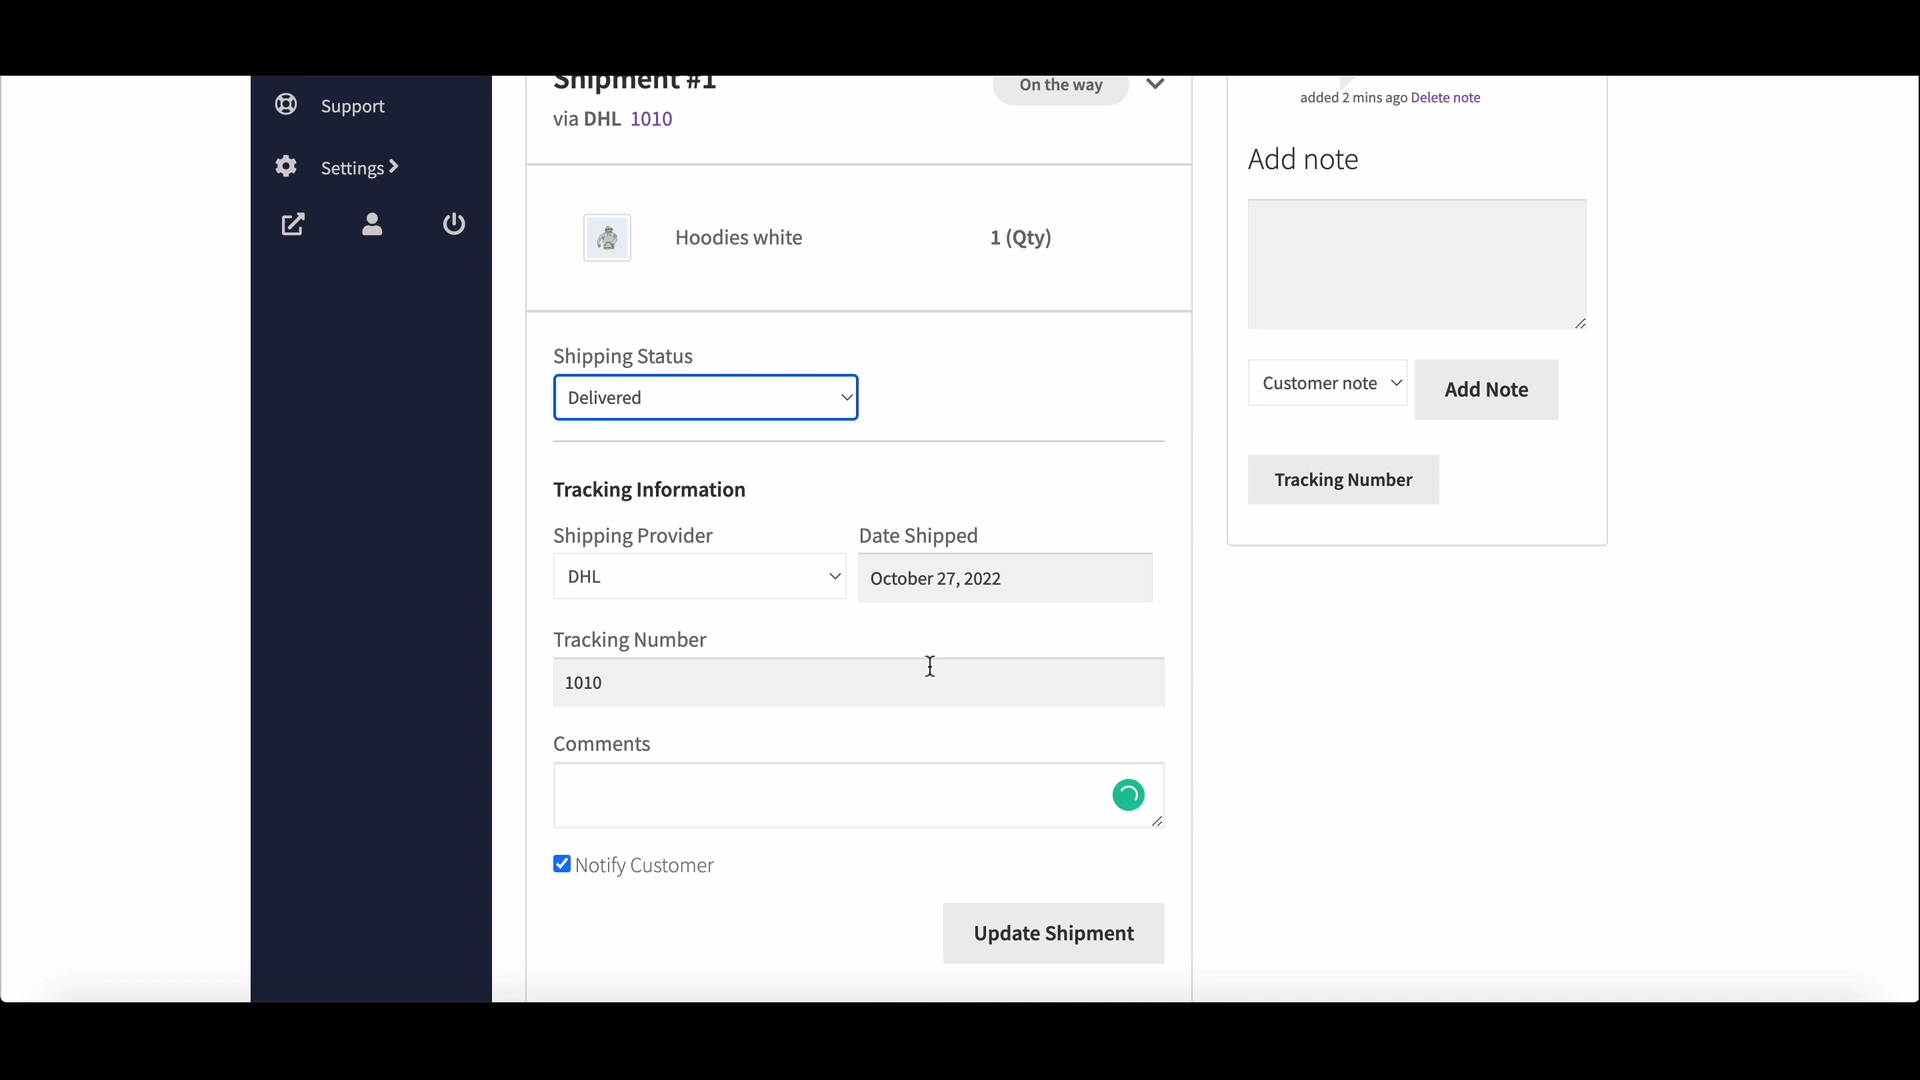 Support
Settings
Shipment #1
On the way
via DHL 1010
Hoodies white
1 (Qty)
Shipping Status
Delivered
Tracking Information
Shipping Provider
Date Shipped
DHL
October 27, 2022
Tracking Number
1010
Comments
Notify Customer
Update Shipment
added 2 mins ago Delete note
Add note
Customer note
Add Note
Tracking Number